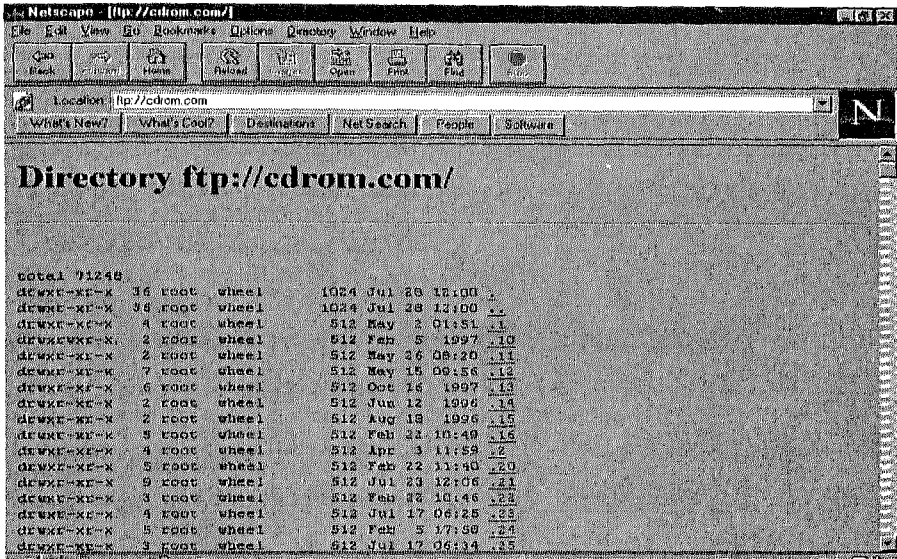 Netscape - [ftp://cdrom.com/]
File Edit View Go Bookmarks Options Directory Window Help
Back Forward Home Reload Images Open Print Find Stop
Location: ftp://cdrom.com
What's New? What's Cool? Destinations Net Search People Software
N
Directory ftp://cdrom.com/
total 71248
drwxr-xr-x 36 root wheel 1024 Jul 28 12:00 .
drwxr-xr-x 36 root wheel 1024 Jul 28 12:00 ..
drwxr-xr-x 4 root wheel 512 May 2 01:51 .1
drwxrwxr-x 2 root wheel 512 Feb 5 1997 .10
drwxr-xr-x 2 root wheel 512 May 26 08:20 .11
drwxr-xr-x 7 root wheel 512 May 15 09:56 .12
drwxr-xr-x 6 root wheel 512 Oct 16 1997 .13
drwxr-xr-x 2 root wheel 512 Jun 12 1996 .14
drwxr-xr-x 2 root wheel 512 Aug 18 1996 .15
drwxr-xr-x 5 root wheel 512 Feb 22 10:49 .16
drwxr-xr-x 4 root wheel 512 Apr 3 11:59 .2
drwxr-xr-x 5 root wheel 512 Feb 22 11:40 .20
drwxr-xr-x 9 root wheel 512 Jul 23 12:06 .21
drwxr-xr-x 3 root wheel 512 Feb 22 10:46 .22
drwxr-xr-x 4 root wheel 512 Jul 17 06:25 .23
drwxr-xr-x 5 root wheel 512 Feb 5 17:58 .24
drwxr-xr-x 3 root wheel 512 Jul 17 06:34